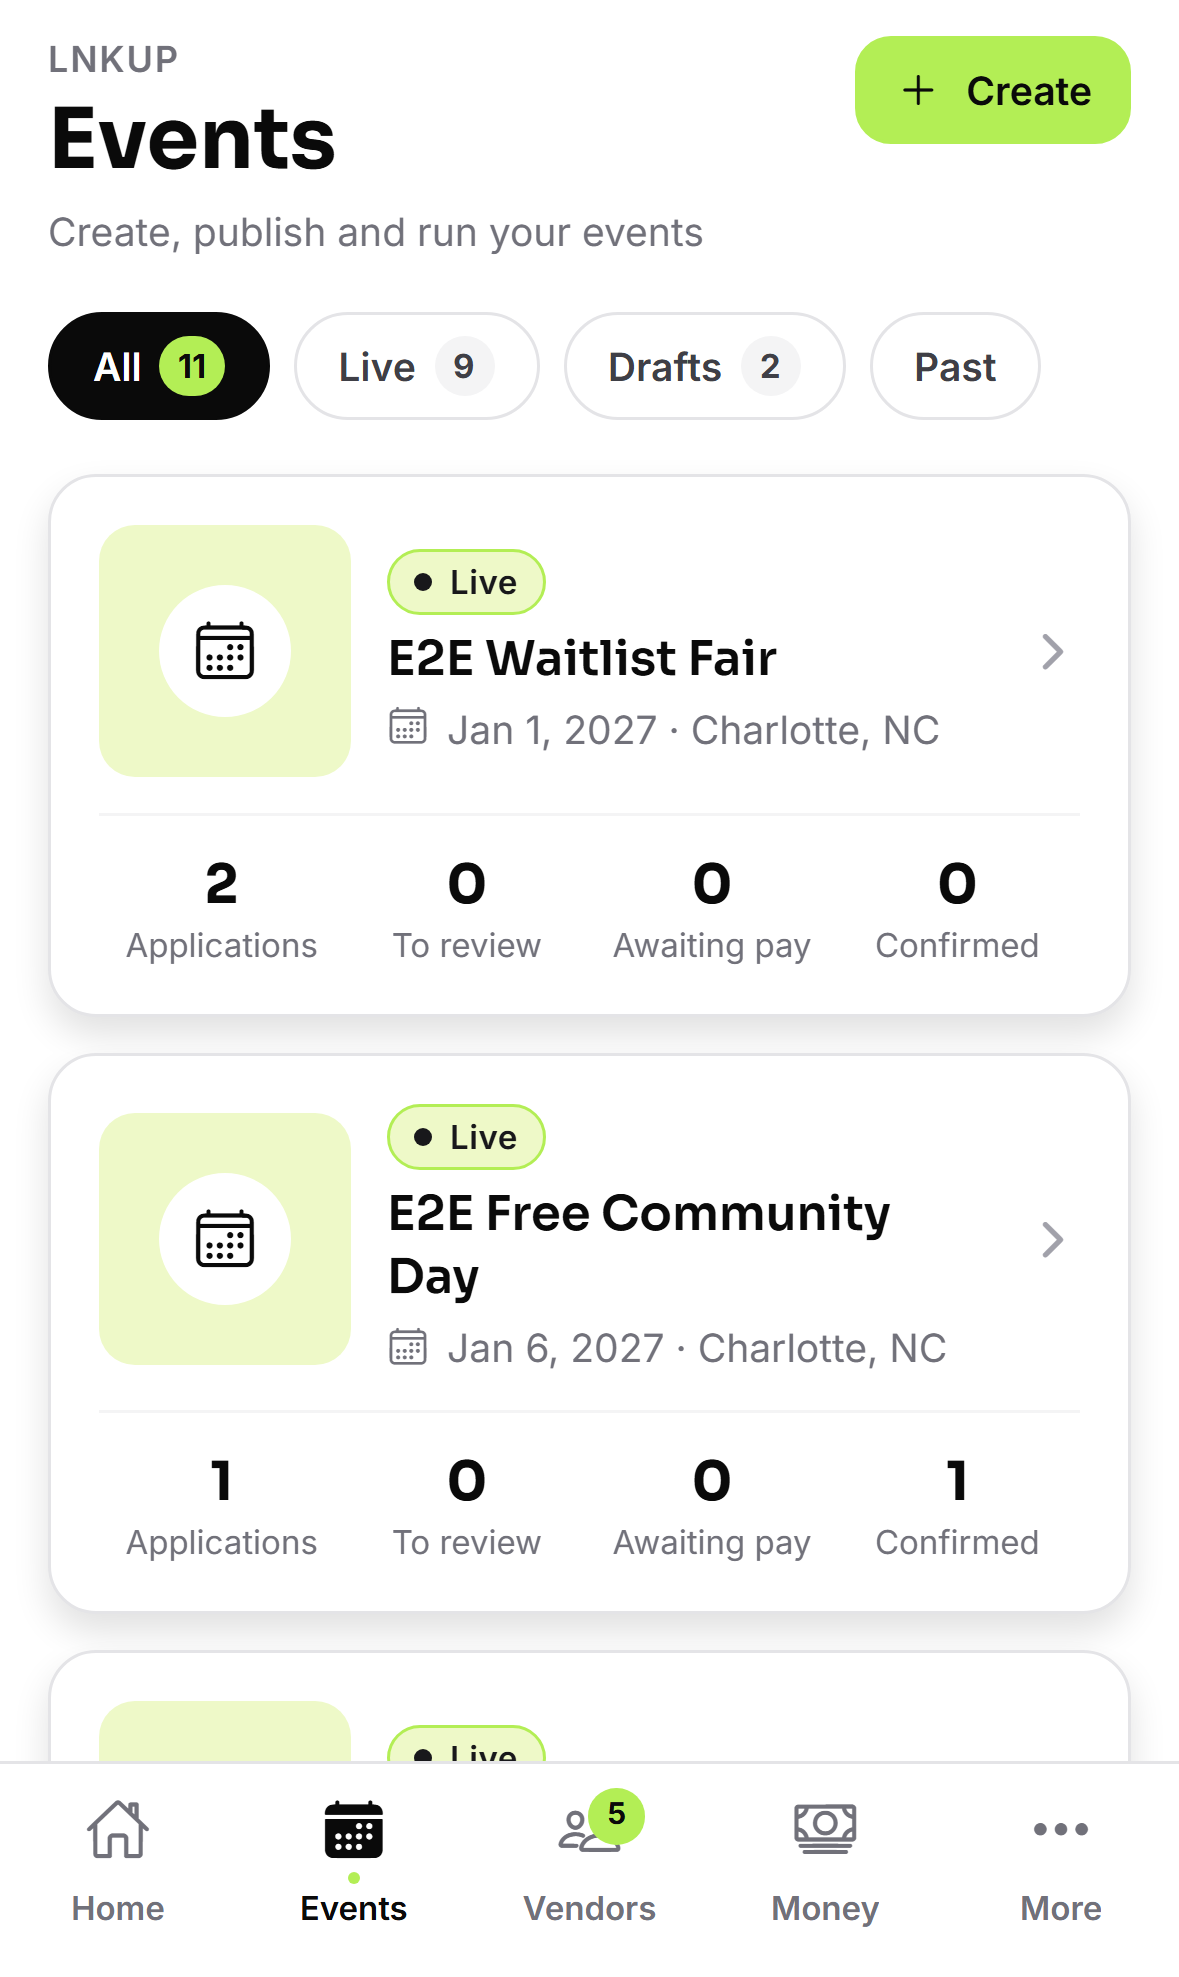 LNKUP
Events
Create
Create, publish and run your events
All 11
Live 9
Drafts 2
Past
Live
E2E Waitlist Fair
Jan 1, 2027 · Charlotte, NC
2 0 0 0
Applications To review Awaiting pay Confirmed
Live
E2E Free Community
Day
Jan 6, 2027 · Charlotte, NC
1 0 0 1
Applications To review Awaiting pay Confirmed
Live
5
Home Events Vendors Money More